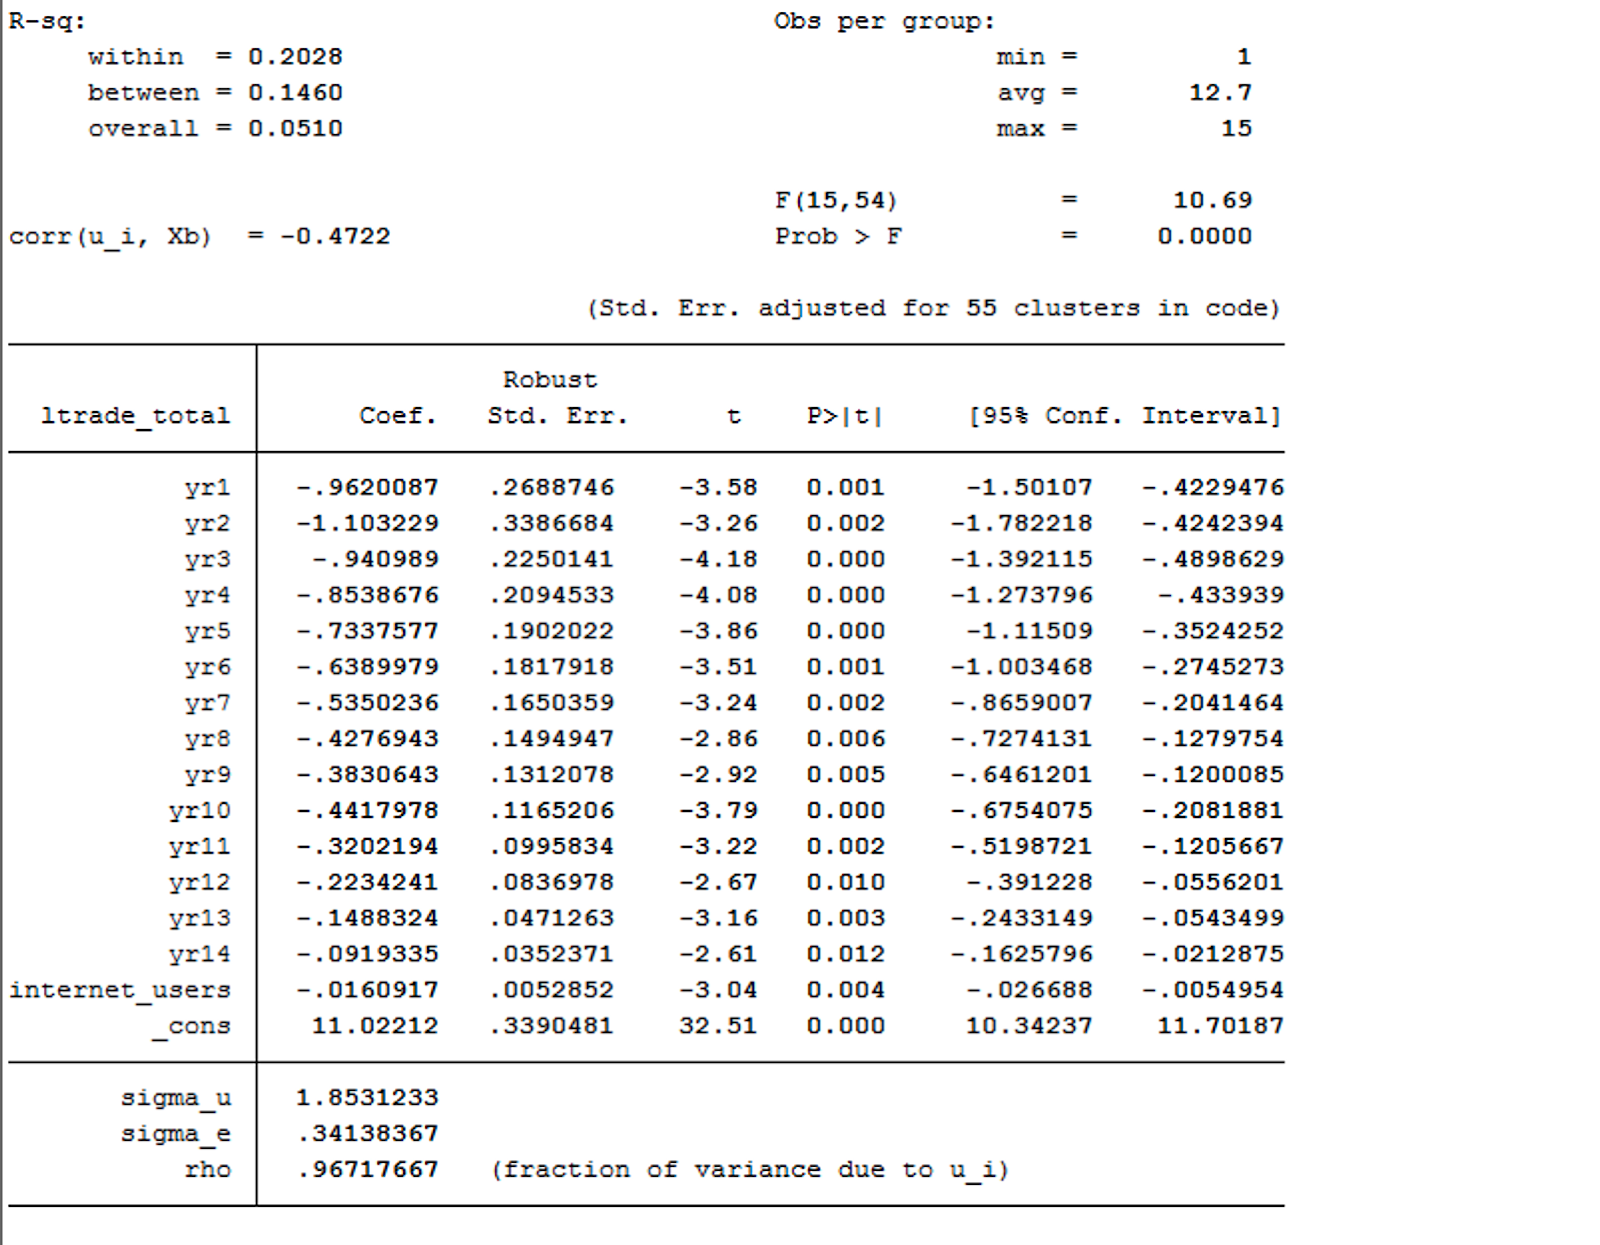 R-sq: Obs per group:
within = 0.2028 min = 1
between = 0.1460 avg = 12.7
overall = 0.0510 max = 15
F(15,54) = 10.69
corr(u_i, Xb) = -0.4722 Prob > F = 0.0000
(Std. Err. adjusted for 55 clusters in code)
Robust
ltrade_total Coef. Std. Err. t P>|t| [95% Conf. Interval]
yr1 -.9620087 .2688746 -3.58 0.001 -1.50107 -.4229476
yr2 -1.103229 .3386684 -3.26 0.002 -1.782218 -.4242394
yr3 -.940989 .2250141 -4.18 0.000 -1.392115 -.4898629
yr4 -.8538676 .2094533 -4.08 0.000 -1.273796 -.433939
yr5 -.7337577 .1902022 -3.86 0.000 -1.11509 -.3524252
yr6 -.6389979 .1817918 -3.51 0.001 -1.003468 -.2745273
yr7 -.5350236 .1650359 -3.24 0.002 -.8659007 -.2041464
yr8 -.4276943 .1494947 -2.86 0.006 -.7274131 -.1279754
yr9 -.3830643 .1312078 -2.92 0.005 -.6461201 -.1200085
yr10 -.4417978 .1165206 -3.79 0.000 -.6754075 -.2081881
yr11 -.3202194 .0995834 -3.22 0.002 -.5198721 -.1205667
yr12 -.2234241 .0836978 -2.67 0.010 -.391228 -.0556201
yr13 -.1488324 .0471263 -3.16 0.003 -.2433149 -.0543499
yr14 -.0919335 .0352371 -2.61 0.012 -.1625796 -.0212875
internet_users -.0160917 .0052852 -3.04 0.004 -.026688 -.0054954
_cons 11.02212 .3390481 32.51 0.000 10.34237 11.70187
sigma_u 1.8531233
sigma_e .34138367
rho .96717667 (fraction of variance due to u_i)